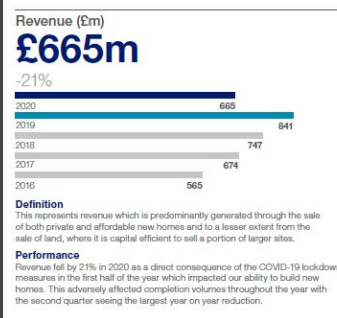 Revenue (£m)
£665m
-21%
2020 665
2019 841
2018 747
2017 674
2016 565
Definition
This represents revenue which is predominantly generated through the sale
of both private and affordable new homes and to a lesser extent from the
sale of land, where it is capital efficient to sell a portion of larger sites.
Performance
Revenue fell by 21% in 2020 as a direct consequence of the COVID-19 lockdown
measures in the first half of the year which impacted our ability to build new
homes. This adversely affected completion volumes throughout the year with
the second quarter seeing the largest year on year reduction.